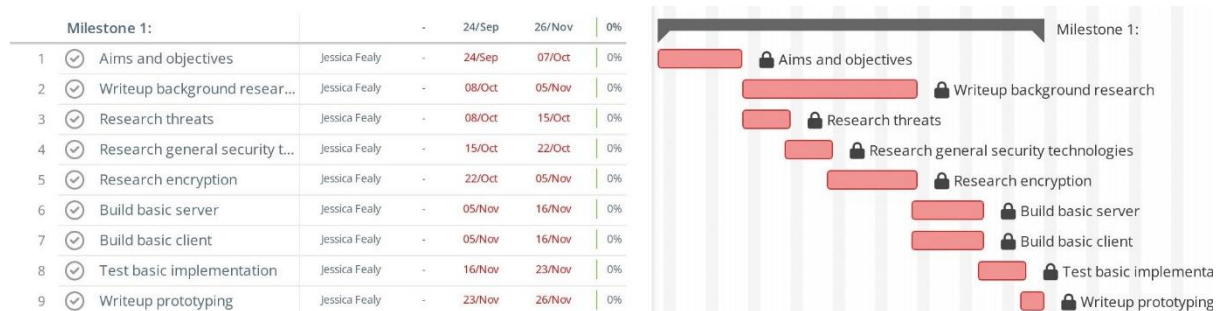 Milestone 1: - 24/Sep 26/Nov 0% Milestone 1:
1 Aims and objectives Jessica Fealy - 24/Sep 07/Oct 0% Aims and objectives
2 Writeup background resear... Jessica Fealy - 08/Oct 05/Nov 0% Writeup background research
3 Research threats Jessica Fealy - 08/Oct 15/Oct 0% Research threats
4 Research general security t... Jessica Fealy - 15/Oct 22/Oct 0% Research general security technologies
5 Research encryption Jessica Fealy - 22/Oct 05/Nov 0% Research encryption
6 Build basic server Jessica Fealy - 05/Nov 16/Nov 0% Build basic server
7 Build basic client Jessica Fealy - 05/Nov 16/Nov 0% Build basic client
8 Test basic implementation Jessica Fealy - 16/Nov 23/Nov 0% Test basic implementa
9 Writeup prototyping Jessica Fealy - 23/Nov 26/Nov 0% Writeup prototyping